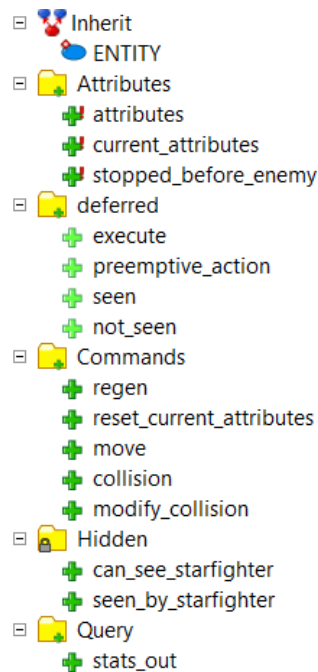 Inherit
ENTITY
Attributes
attributes
current_attributes
stopped_before_enemy
deferred
execute
preemptive_action
seen
not_seen
Commands
regen
reset_current_attributes
move
collision
modify_collision
Hidden
can_see_starfighter
seen_by_starfighter
Query
stats_out